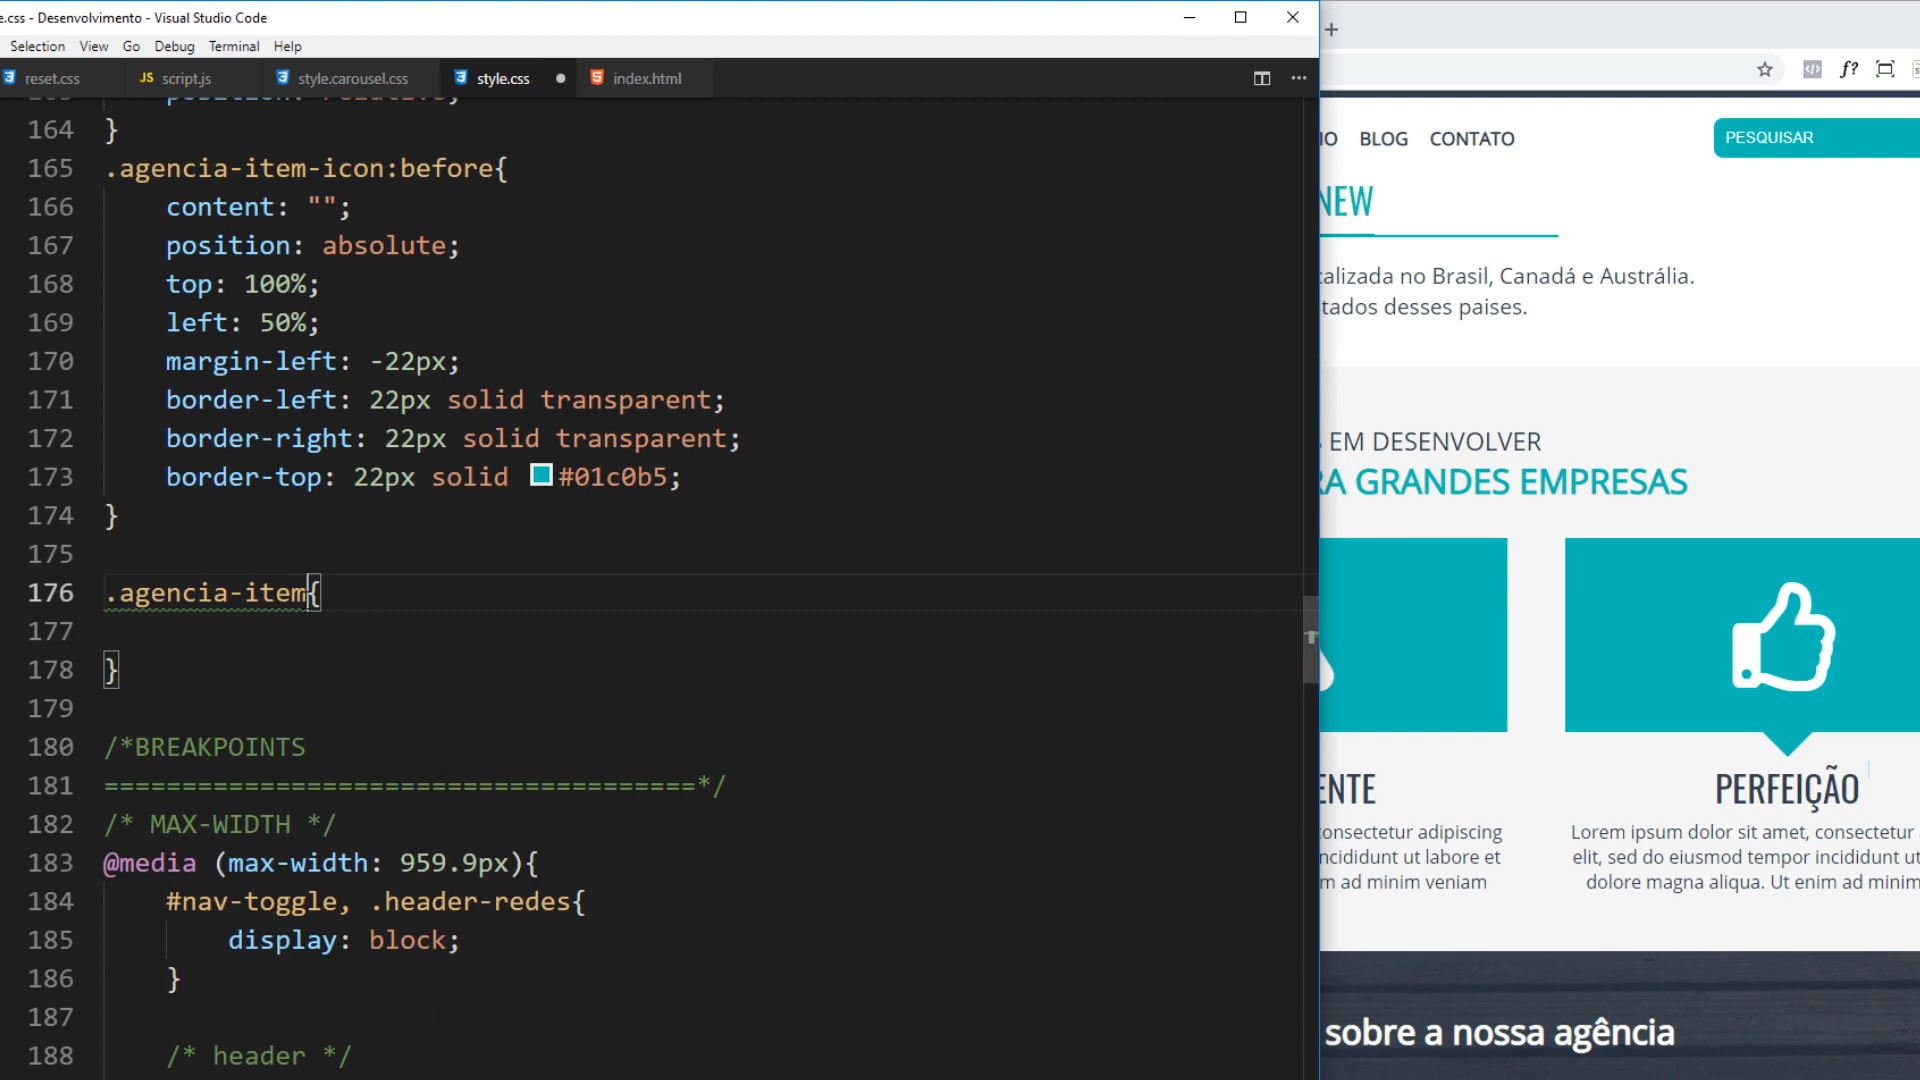 e.css - Desenvolvimento - Visual Studio Code
Selection View Go Debug Terminal Help
reset.css
JS script.js
style.carousel.css
style.css
index.html
position: relative;
164 }
165 .agencia-item-icon:before{
166 content: "";
167 position: absolute;
168 top: 100%;
169 left: 50%;
170 margin-left: -22px;
171 border-left: 22px solid transparent;
172 border-right: 22px solid transparent;
173 border-top: 22px solid #01c0b5;
174 }
175
176 .agencia-item{
177
178 }
179
180 /*BREAKPOINTS
181 ======================================*/
182 /* MAX-WIDTH */
183 @media (max-width: 959.9px){
184 #nav-toggle, .header-redes{
185 display: block;
186 }
187
188 /* header */
f?
IO BLOG CONTATO
PESQUISAR
NEW
calizada no Brasil, Canadá e Austrália.
tados desses paises.
S EM DESENVOLVER
RA GRANDES EMPRESAS
ENTE
consectetur adipiscing
ncididunt ut labore et
m ad minim veniam
PERFEIÇÃO
Lorem ipsum dolor sit amet, consectetur a
elit, sed do eiusmod tempor incididunt ut
dolore magna aliqua. Ut enim ad minim
sobre a nossa agência